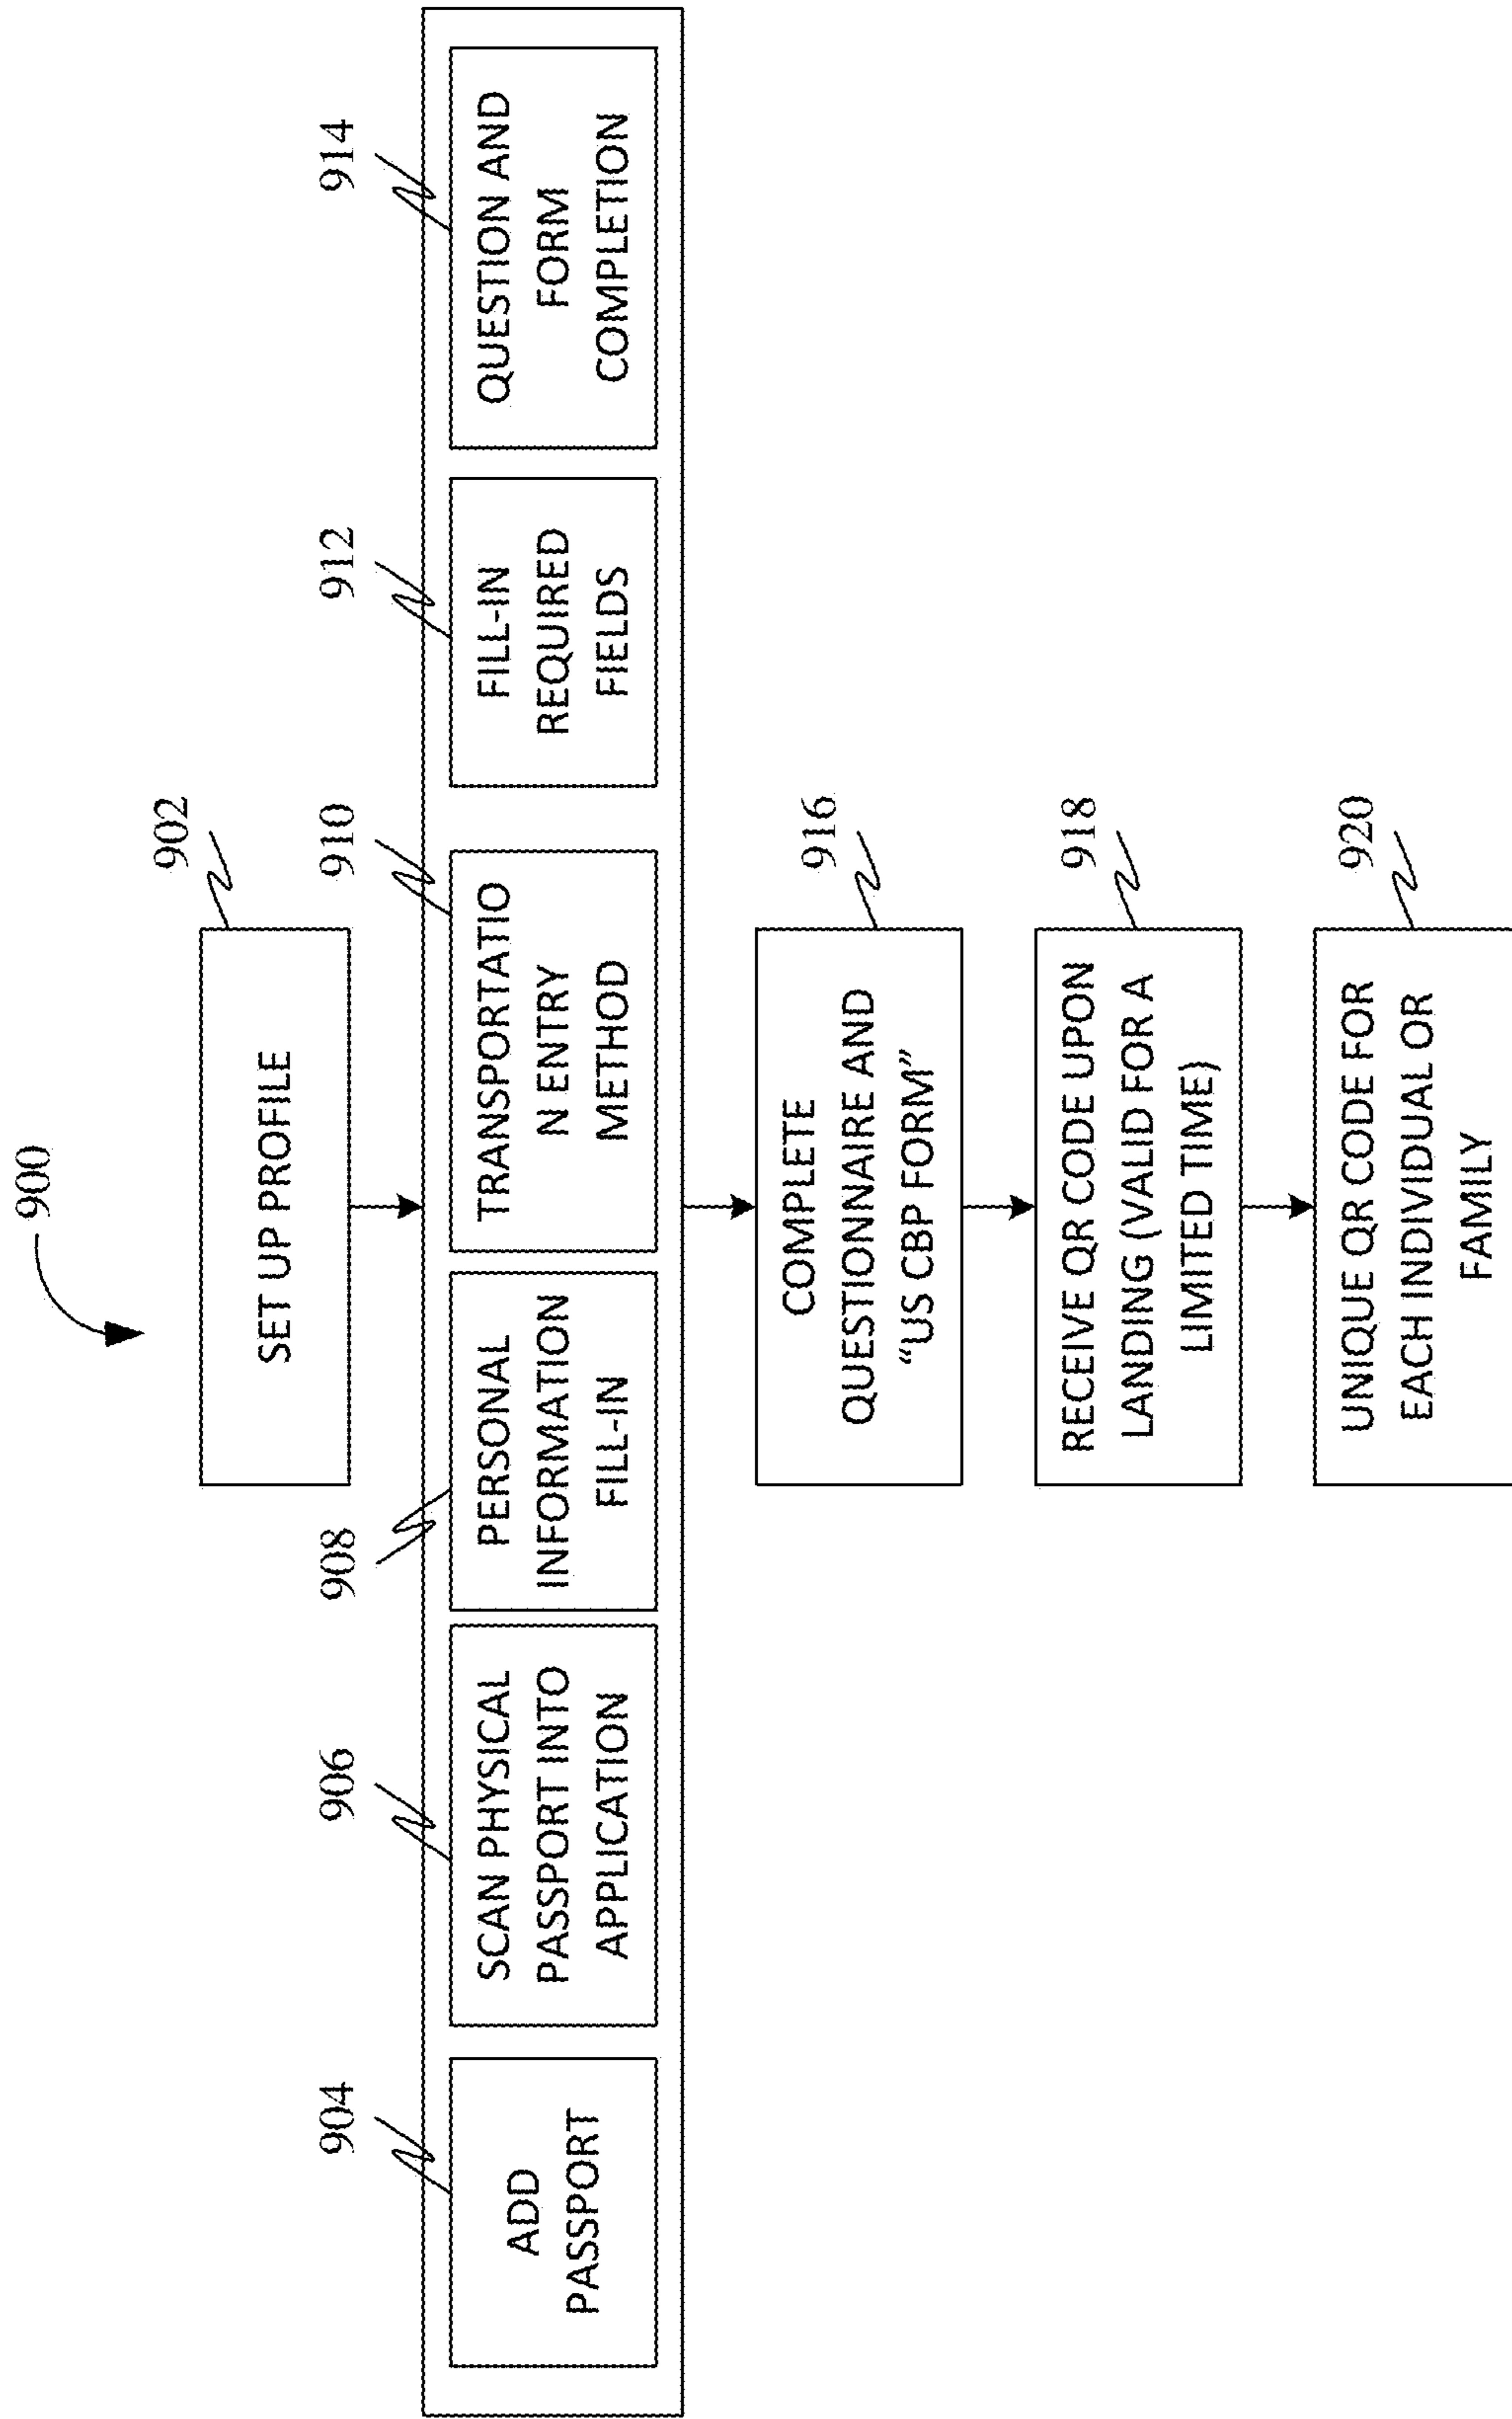 900
902
SET UP PROFILE
904
906
908
910
912
914
ADD
PASSPORT
SCAN PHYSICAL
PASSPORT INTO
APPLICATION
PERSONAL
INFORMATION
FILL-IN
TRANSPORTATIO
N ENTRY
METHOD
FILL-IN
REQUIRED
FIELDS
QUESTION AND
FORM
COMPLETION
916
COMPLETE
QUESTIONNAIRE AND
“US CBP FORM”
918
RECEIVE QR CODE UPON
LANDING (VALID FOR A
LIMITED TIME)
920
UNIQUE QR CODE FOR
EACH INDIVIDUAL OR
FAMILY